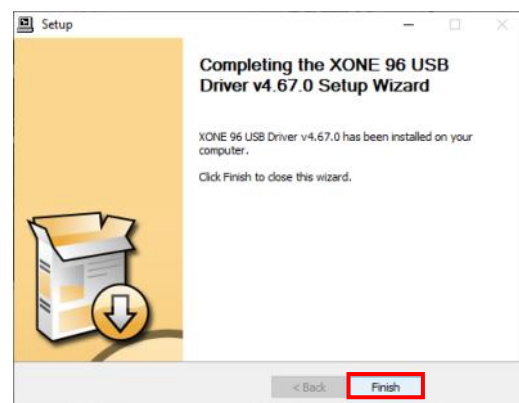 Setup
Completing the XONE 96 USB
Driver v4.67.0 Setup Wizard
XONE 96 USB Driver v4.67.0 has been installed on your
computer.
Click Finish to close this wizard.
< Back
Finish